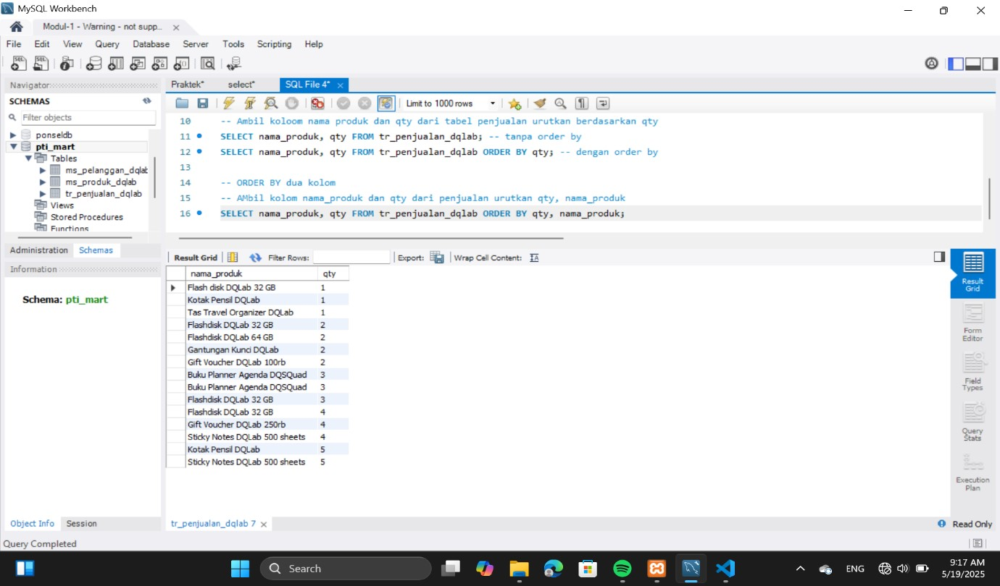 MySQL Workbench
Modul-1 - Warning - not supp...
File Edit View Query Database Server Tools Scripting Help
Navigator
SCHEMAS
Filter objects
ponseldb
pti_mart
Tables
ms_pelanggan_dqlab
ms_produk_dqlab
tr_penjualan_dqlab
Views
Stored Procedures
Functions
Administration Schemas
Information
Schema: pti_mart
Object Info Session
Praktek* select* SQL File 4*
Limit to 1000 rows
10 -- Ambil koloom nama produk dan qty dari tabel penjualan urutkan berdasarkan qty
11 SELECT nama_produk, qty FROM tr_penjualan_dqlab; -- tanpa order by
12 SELECT nama_produk, qty FROM tr_penjualan_dqlab ORDER BY qty; -- dengan order by
13
14 -- ORDER BY dua kolom
15 -- AMbil kolom nama_produk dan qty dari penjualan urutkan qty, nama_produk
16 SELECT nama_produk, qty FROM tr_penjualan_dqlab ORDER BY qty, nama_produk;
Result Grid Filter Rows: Export: Wrap Cell Content:
nama_produk qty
Flash disk DQLab 32 GB 1
Kotak Pensil DQLab 1
Tas Travel Organizer DQLab 1
Flashdisk DQLab 32 GB 2
Flashdisk DQLab 64 GB 2
Gantungan Kunci DQLab 2
Gift Voucher DQLab 100rb 2
Buku Planner Agenda DQSQuad 3
Buku Planner Agenda DQSQuad 3
Flashdisk DQLab 32 GB 3
Flashdisk DQLab 32 GB 4
Gift Voucher DQLab 250rb 4
Sticky Notes DQLab 500 sheets 4
Kotak Pensil DQLab 5
Sticky Notes DQLab 500 sheets 5
Result
Grid
Form
Editor
Field
Types
Query
Stats
Execution
Plan
tr_penjualan_dqlab 7
Read Only
Query Completed
Search
ENG
9:17 AM
5/19/2025